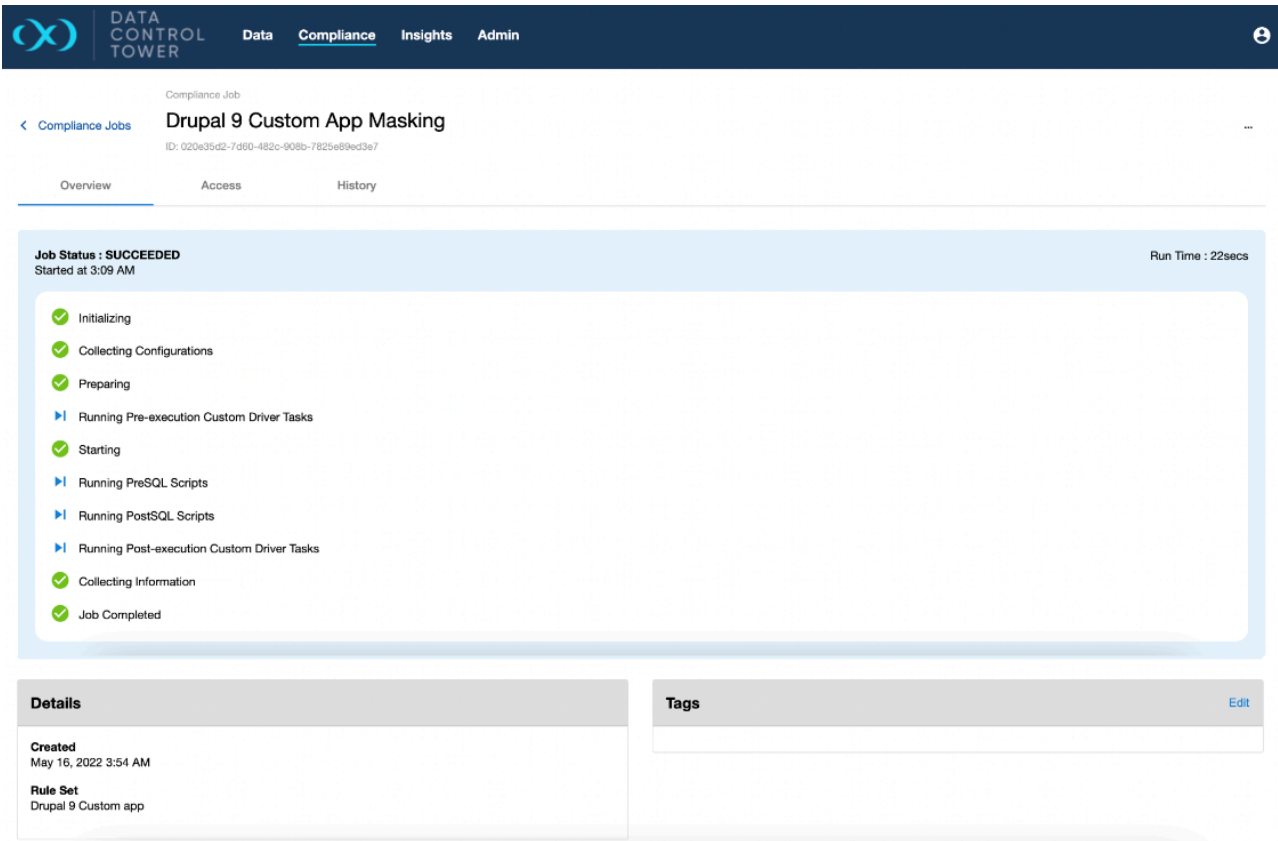 DATA
CONTROL
TOWER
Data Compliance Insights Admin
Compliance Job
Compliance Jobs
Drupal 9 Custom App Masking
...
ID: 020e35d2-7d60-482c-908b-7825e89ed3e7
Overview Access History
Job Status : SUCCEEDED
Run Time : 22secs
Started at 3:09 AM
Initializing
Collecting Configurations
Preparing
Running Pre-execution Custom Driver Tasks
Starting
Running PreSQL Scripts
Running PostSQL Scripts
Running Post-execution Custom Driver Tasks
Collecting Information
Job Completed
Details
Created
May 16, 2022 3:54 AM
Rule Set
Drupal 9 Custom app
Tags
Edit